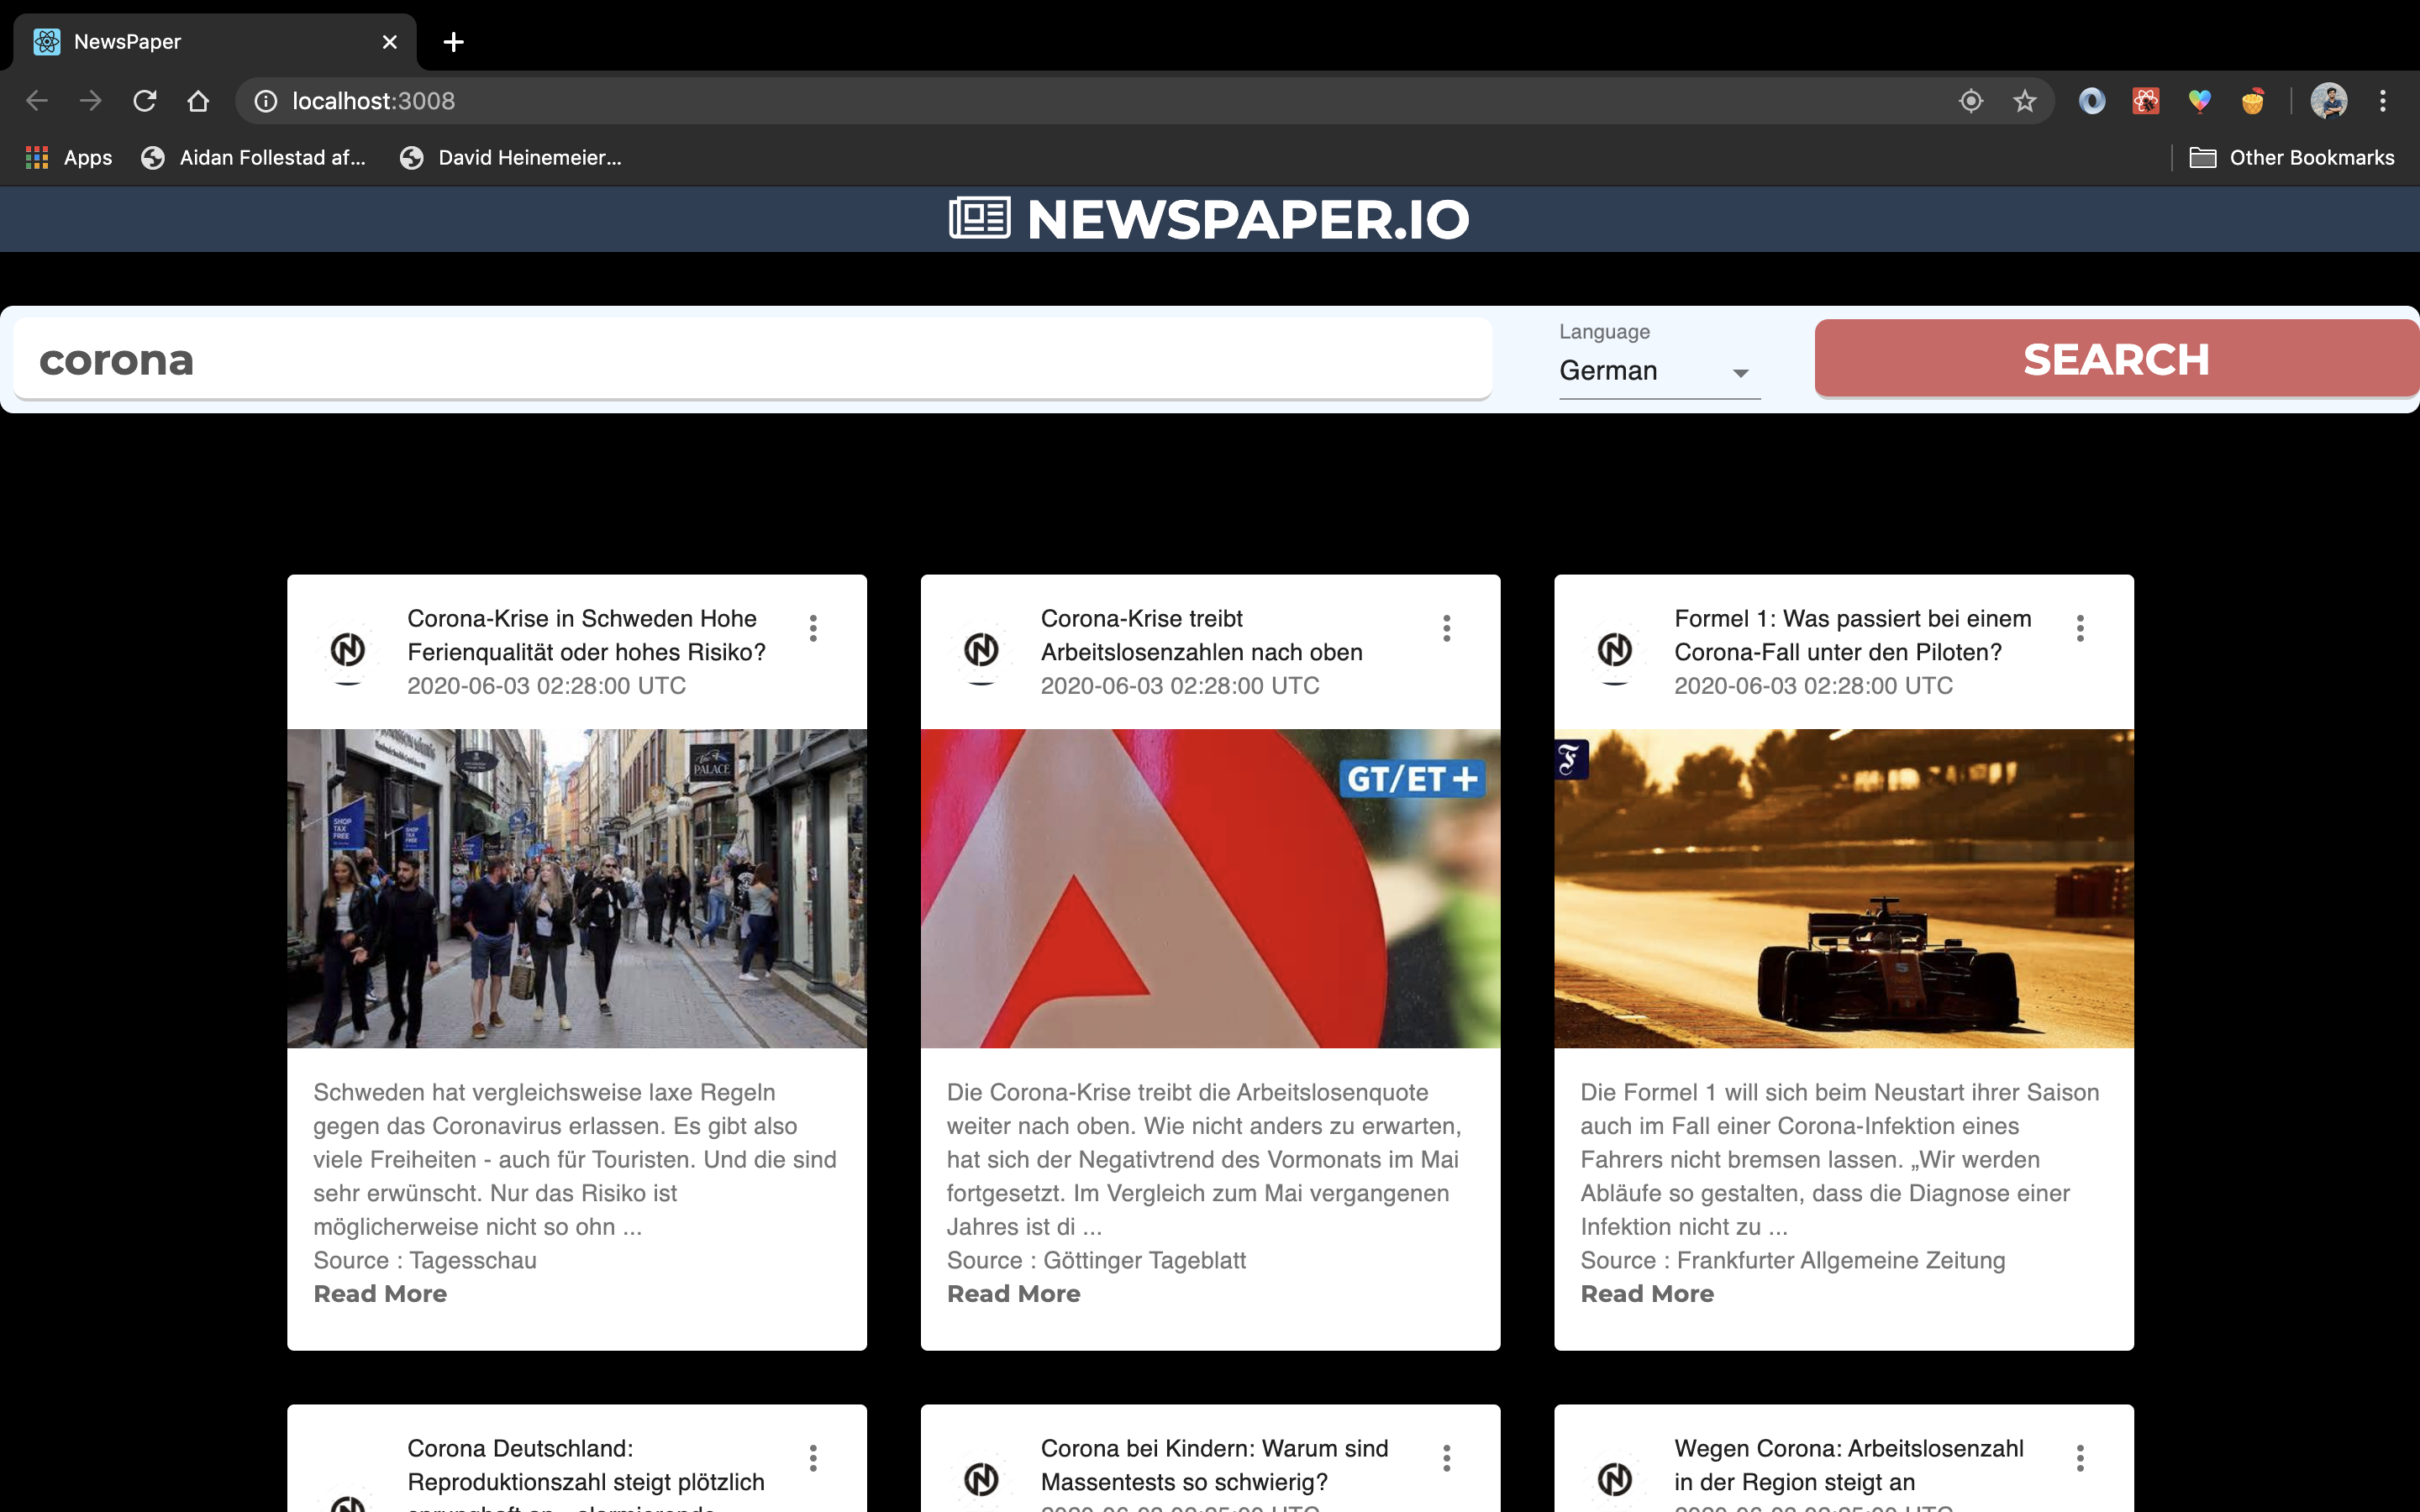 NewsPaper
localhost:3008
Apps
Aidan Follestad af...
David Heinemeier...
Other Bookmarks
NEWSPAPER.IO
corona
Language
German
SEARCH
Corona-Krise in Schweden Hohe
Ferienqualität oder hohes Risiko?
2020-06-03 02:28:00 UTC
SHOP
TAX
FREE
SHOP
TAX
FREE
The
PALACE
Schweden hat vergleichsweise laxe Regeln
gegen das Coronavirus erlassen. Es gibt also
viele Freiheiten - auch für Touristen. Und die sind
sehr erwünscht. Nur das Risiko ist
möglicherweise nicht so ohn ...
Source : Tagesschau
Read More
Corona-Krise treibt
Arbeitslosenzahlen nach oben
2020-06-03 02:28:00 UTC
GT/ET+
Die Corona-Krise treibt die Arbeitslosenquote
weiter nach oben. Wie nicht anders zu erwarten,
hat sich der Negativtrend des Vormonats im Mai
fortgesetzt. Im Vergleich zum Mai vergangenen
Jahres ist di ...
Source : Göttinger Tageblatt
Read More
Formel 1: Was passiert bei einem
Corona-Fall unter den Piloten?
2020-06-03 02:28:00 UTC
F
5
Die Formel 1 will sich beim Neustart ihrer Saison
auch im Fall einer Corona-Infektion eines
Fahrers nicht bremsen lassen. „Wir werden
Abläufe so gestalten, dass die Diagnose einer
Infektion nicht zu ...
Source : Frankfurter Allgemeine Zeitung
Read More
Corona Deutschland:
Reproduktionszahl steigt plötzlich
Corona bei Kindern: Warum sind
Massentests so schwierig?
Wegen Corona: Arbeitslosenzahl
in der Region steigt an